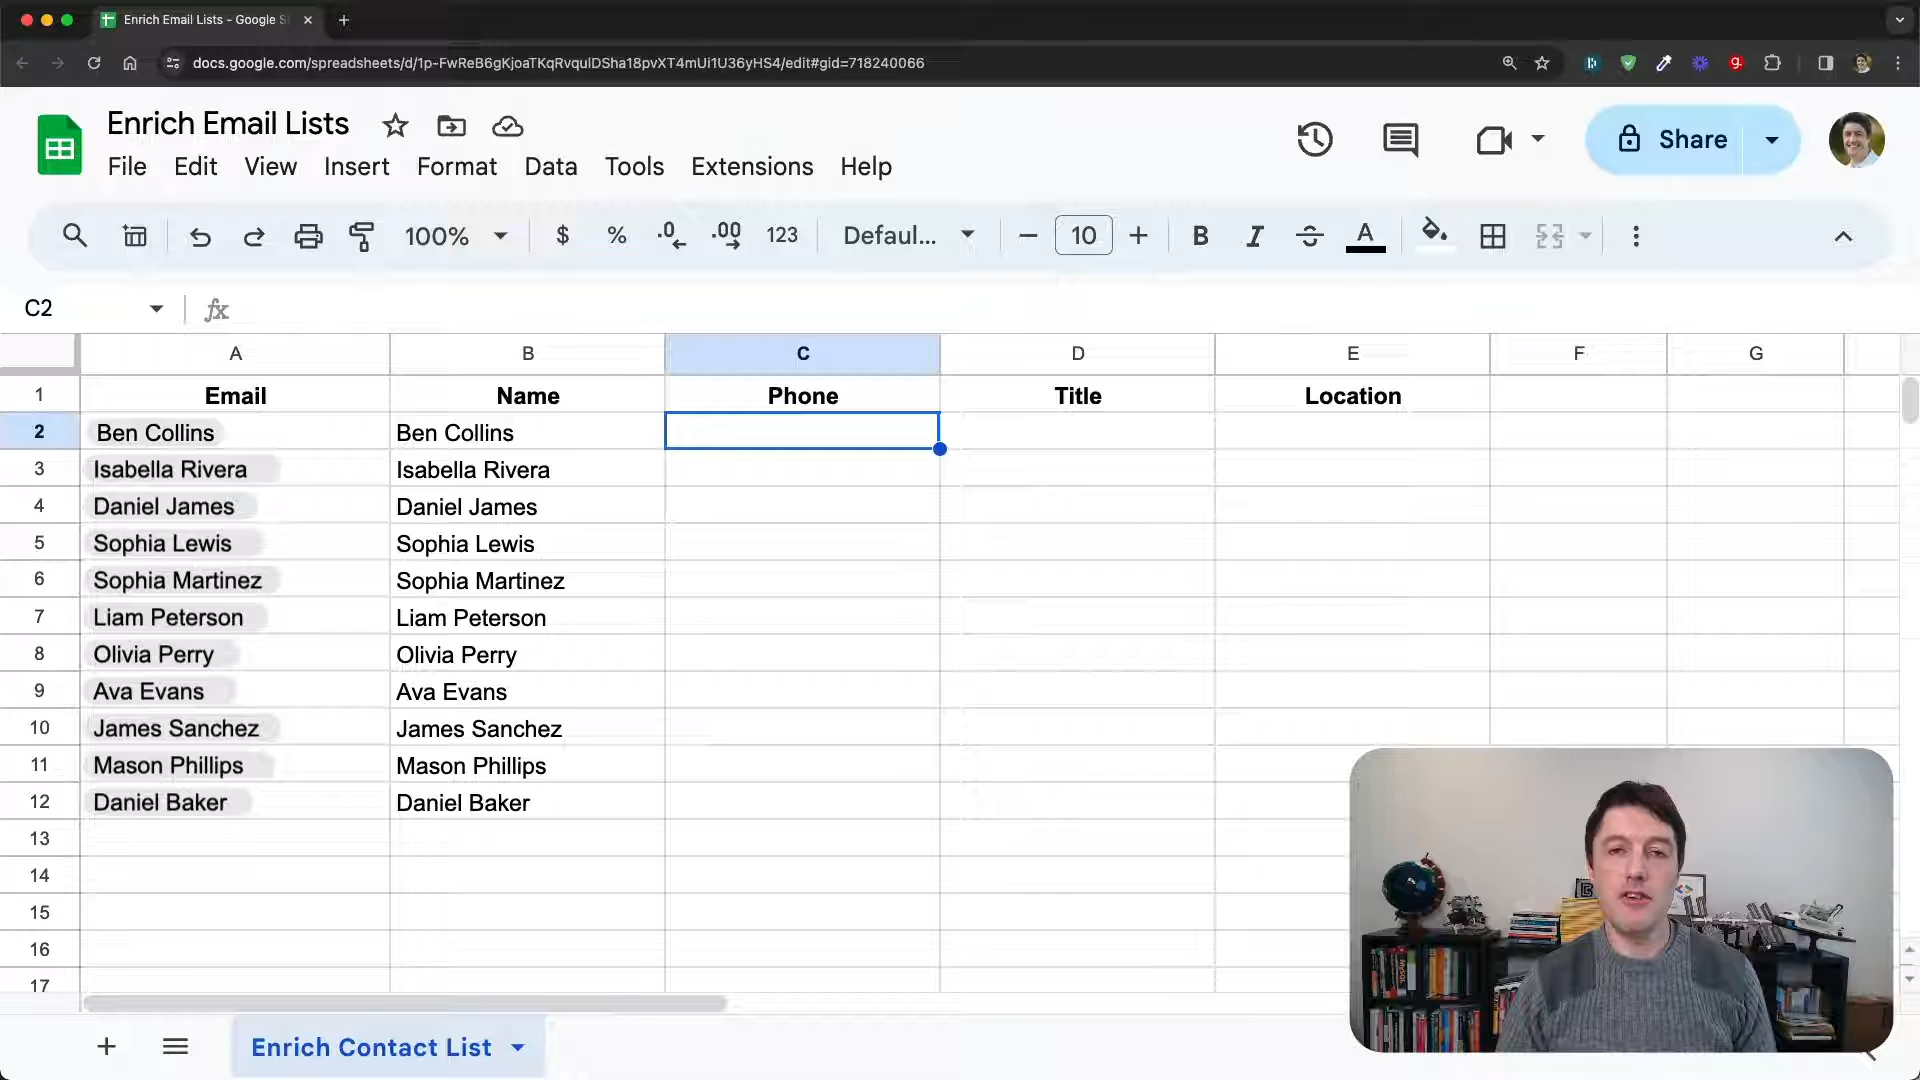 Enrich Email Lists - Google S
docs.google.com/spreadsheets/d/1p-FwReB6gKjoaTKqRvqulDSha18pvXT4mUi1U36yHS4/edit#gid=718240066
Enrich Email Lists
File Edit View Insert Format Data Tools Extensions Help
Share
100% $ % .0 .00 123 Defaul... 10 B I A
C2 fx
A B C D E F G
1 Email Name Phone Title Location
2 Ben Collins Ben Collins
3 Isabella Rivera Isabella Rivera
4 Daniel James Daniel James
5 Sophia Lewis Sophia Lewis
6 Sophia Martinez Sophia Martinez
7 Liam Peterson Liam Peterson
8 Olivia Perry Olivia Perry
9 Ava Evans Ava Evans
10 James Sanchez James Sanchez
11 Mason Phillips Mason Phillips
12 Daniel Baker Daniel Baker
13
14
15
16
17
Enrich Contact List